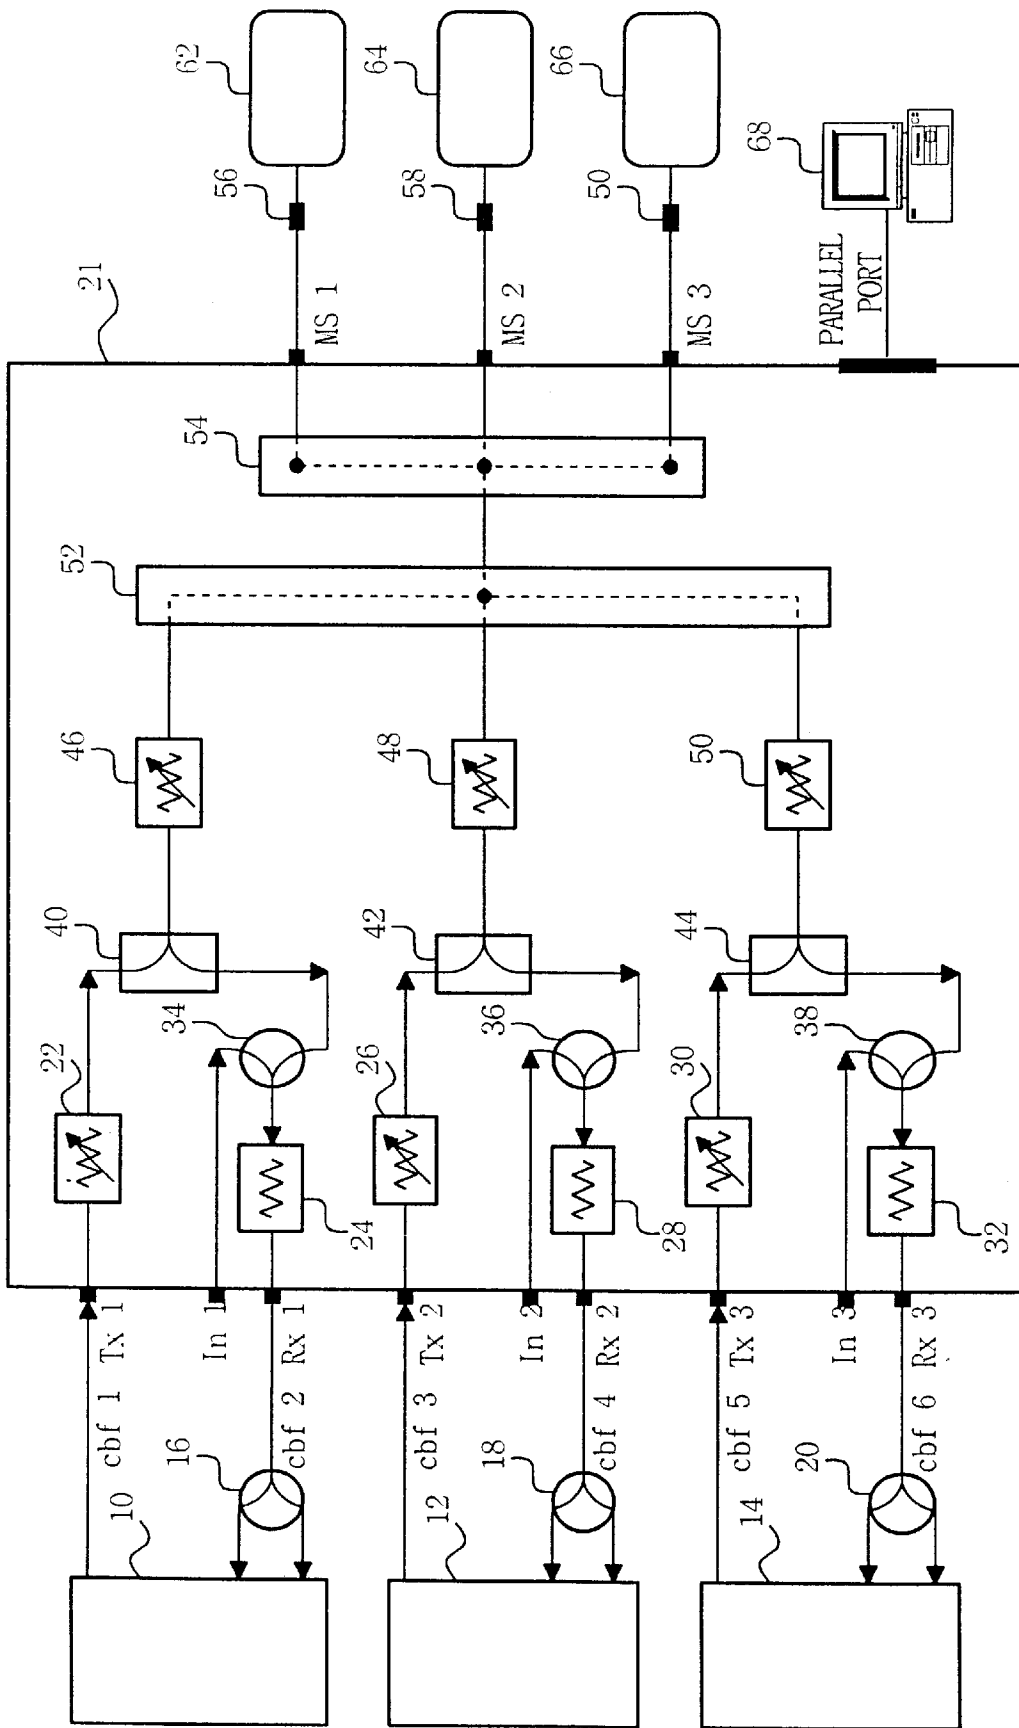 10
cbf 1
Tx 1
16
cbf 2
In 1
Rx 1
22
24
34
40
46
12
cbf 3
Tx 2
18
cbf 4
In 2
Rx 2
26
28
36
42
48
14
cbf 5
Tx 3
20
cbf 6
In 3
Rx 3
30
32
38
44
50
52
54
21
MS 1
56
62
MS 2
58
64
MS 3
50
66
PARALLEL
PORT
68